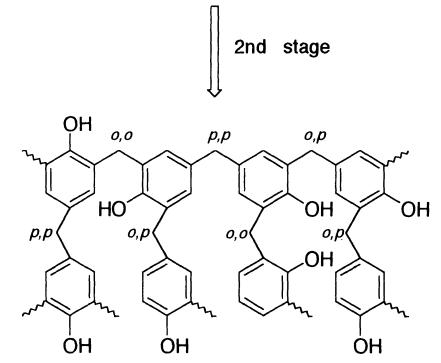 2nd stage
OH o,o p,p o,p
HO OH OH
p,p o,p o,o o,p
OH
OH OH OH